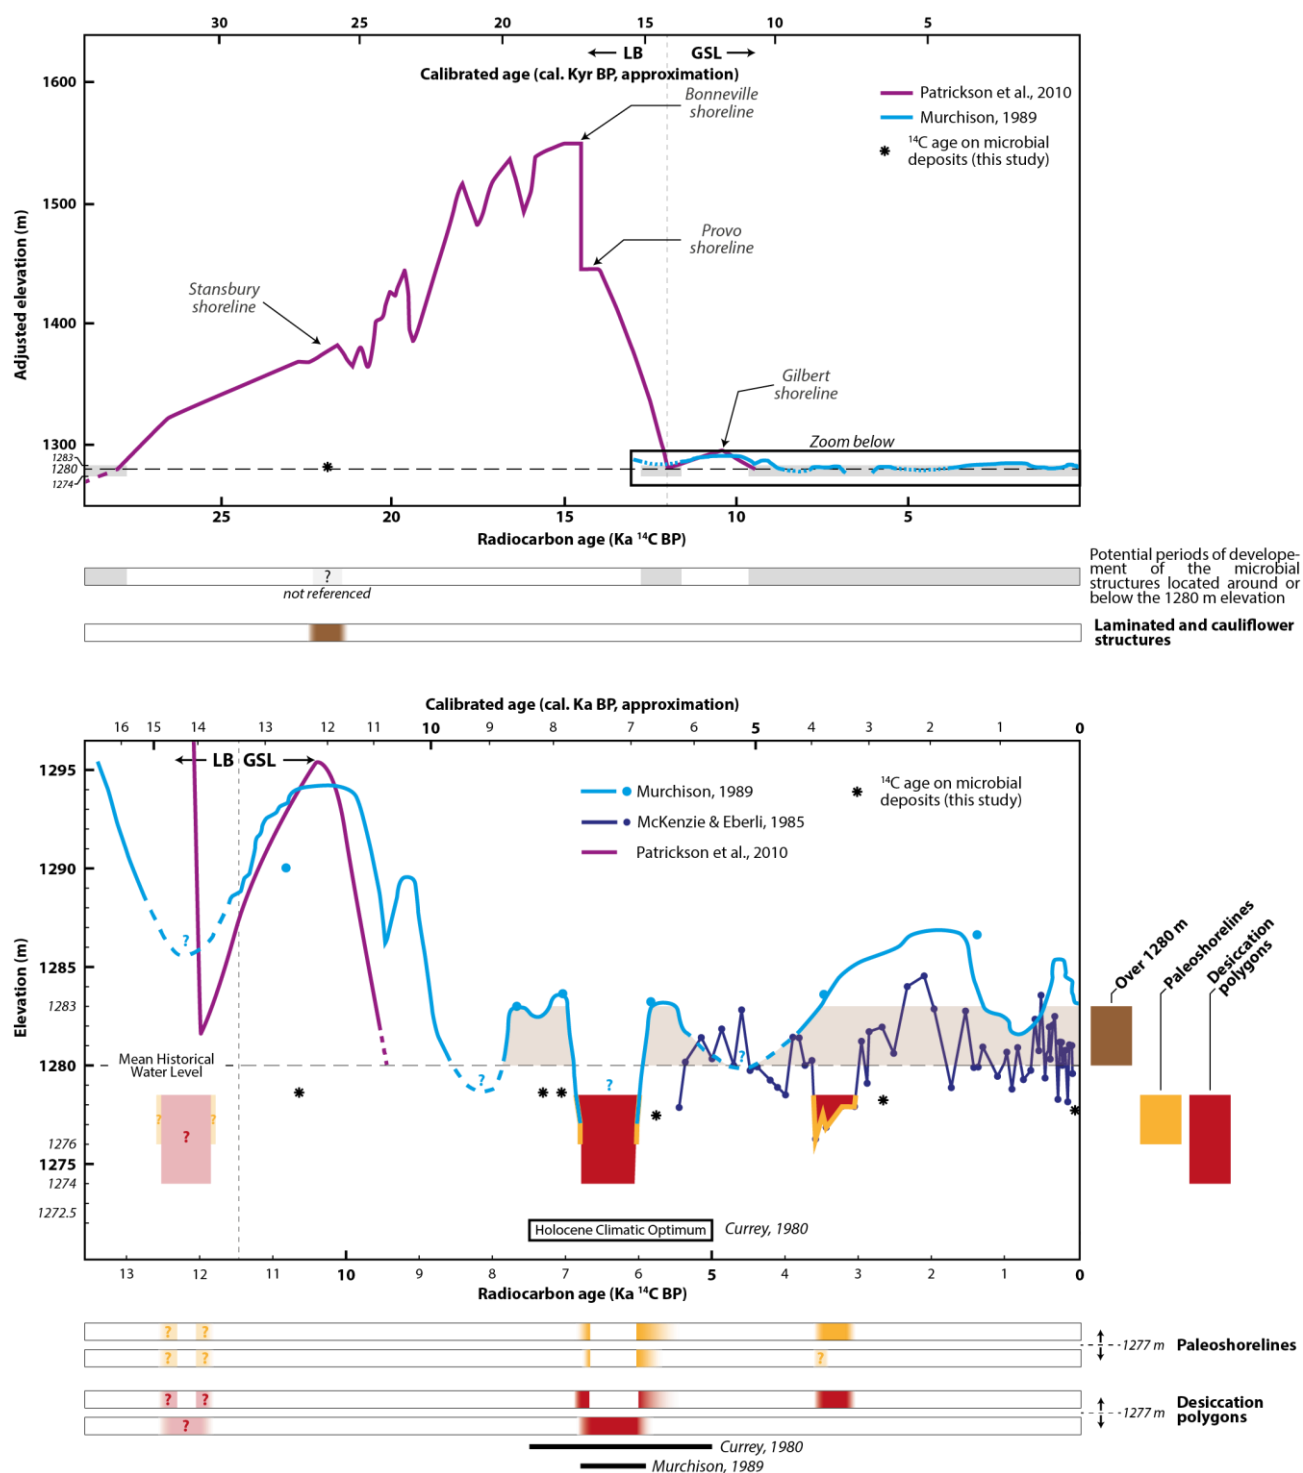 30
25
20
15
10
5
← LB
GSL →
Calibrated age (cal. Kyr BP, approximation)
Bonneville
shoreline
Patrickson et al., 2010
Murchison, 1989
14C age on microbial
deposits (this study)
Provo
shoreline
Stansbury
shoreline
Gilbert
shoreline
Zoom below
Adjusted elevation (m)
1600
1500
1400
1300
1283
1280
1274
25
20
15
10
5
Radiocarbon age (Ka 14C BP)
?
not referenced
Potential periods of develope-
ment of the microbial
structures located around or
below the 1280 m elevation
Laminated and cauliflower
structures
Calibrated age (cal. Ka BP, approximation)
16
15
14
13
12
11
10
9
8
7
6
5
4
3
2
1
0
← LB GSL →
Murchison, 1989
McKenzie & Eberli, 1985
Patrickson et al., 2010
14C age on microbial
deposits (this study)
Elevation (m)
1295
1290
1285
1283
1280
1276
1275
1274
1272.5
Mean Historical
Water Level
?
?
?
?
?
?
?
Over 1280 m
Paleoshorelines
Desiccation
polygons
Holocene Climatic Optimum
Currey, 1980
13
12
11
10
9
8
7
6
5
4
3
2
1
0
Radiocarbon age (Ka 14C BP)
? ?
? ? ?
1277 m
Paleoshorelines
? ?
?
1277 m
Desiccation
polygons
Currey, 1980
Murchison, 1989